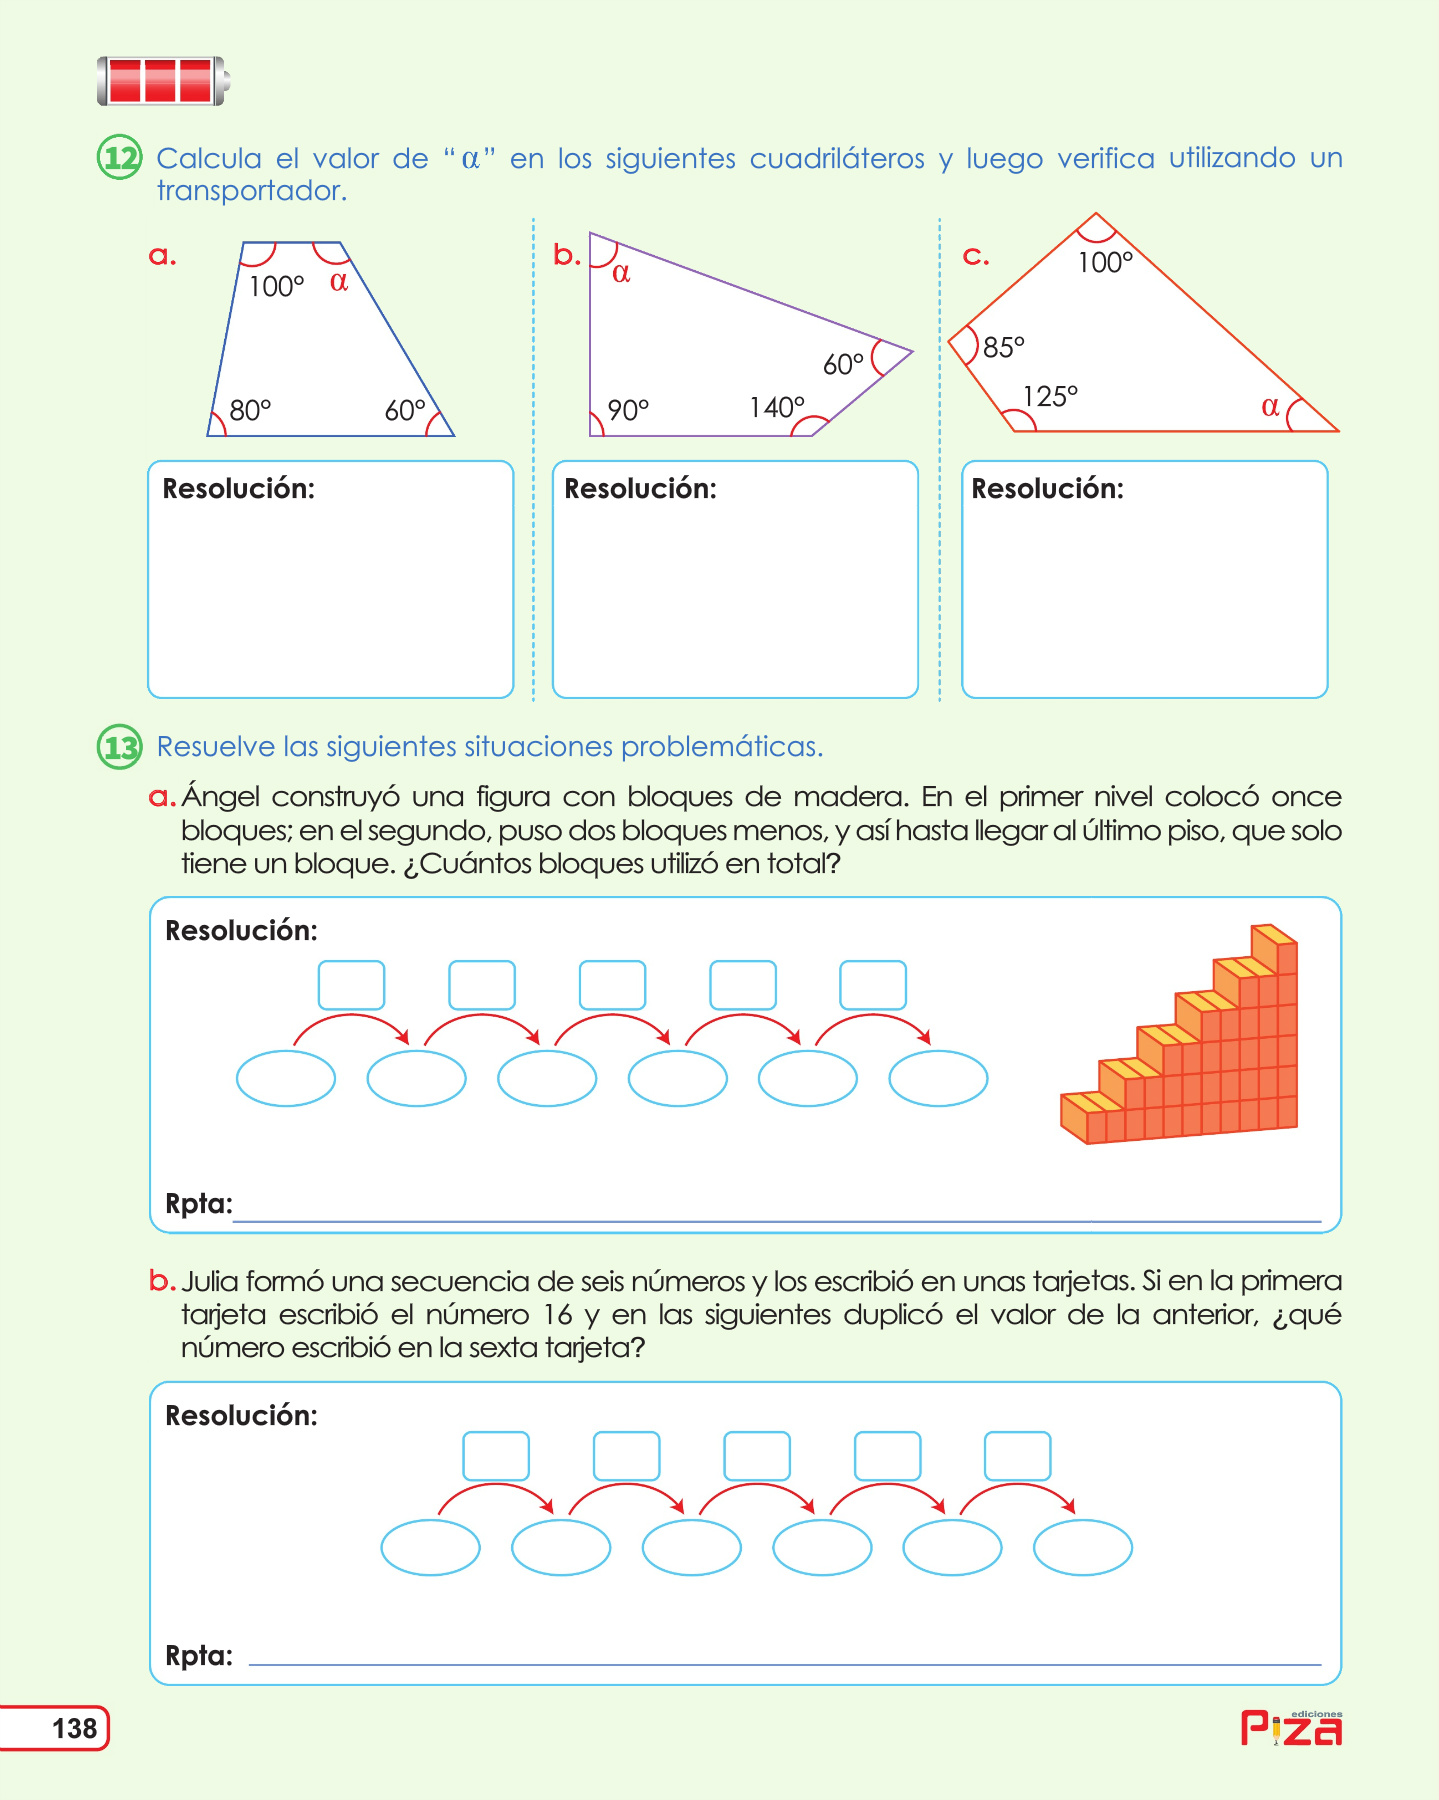 12 Calcula el valor de “α” en los siguientes cuadriláteros y luego verifica utilizando un
transportador.
a.
100°
α
80°
60°
b.
α
60°
90°
140°
c.
100°
85°
125°
α
Resolución:
Resolución:
Resolución:
13 Resuelve las siguientes situaciones problemáticas.
a. Ángel construyó una figura con bloques de madera. En el primer nivel colocó once
bloques; en el segundo, puso dos bloques menos, y así hasta llegar al último piso, que solo
tiene un bloque. ¿Cuántos bloques utilizó en total?
Resolución:
Rpta:
b. Julia formó una secuencia de seis números y los escribió en unas tarjetas. Si en la primera
tarjeta escribió el número 16 y en las siguientes duplicó el valor de la anterior, ¿qué
número escribió en la sexta tarjeta?
Resolución:
Rpta:
138
ediciones
Piza